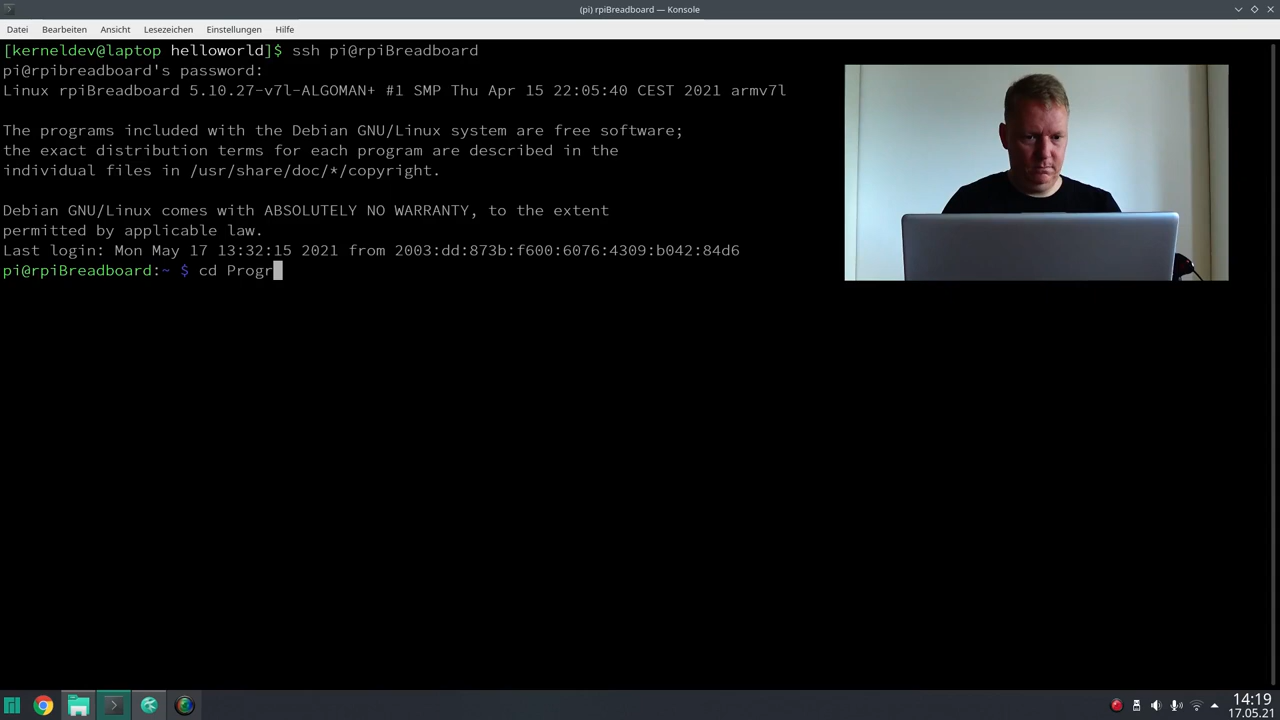 (pi) rpiBreadboard — Konsole
Datei Bearbeiten Ansicht Lesezeichen Einstellungen Hilfe
[kerneldev@laptop helloworld]$ ssh pi@rpiBreadboard
pi@rpibreadboard's password:
Linux rpiBreadboard 5.10.27-v7l-ALGOMAN+ #1 SMP Thu Apr 15 22:05:40 CEST 2021 armv7l
The programs included with the Debian GNU/Linux system are free software;
the exact distribution terms for each program are described in the
individual files in /usr/share/doc/*/copyright.
Debian GNU/Linux comes with ABSOLUTELY NO WARRANTY, to the extent
permitted by applicable law.
Last login: Mon May 17 13:32:15 2021 from 2003:dd:873b:f600:6076:4309:b042:84d6
pi@rpiBreadboard:~ $ cd Progr
14:19
17.05.21